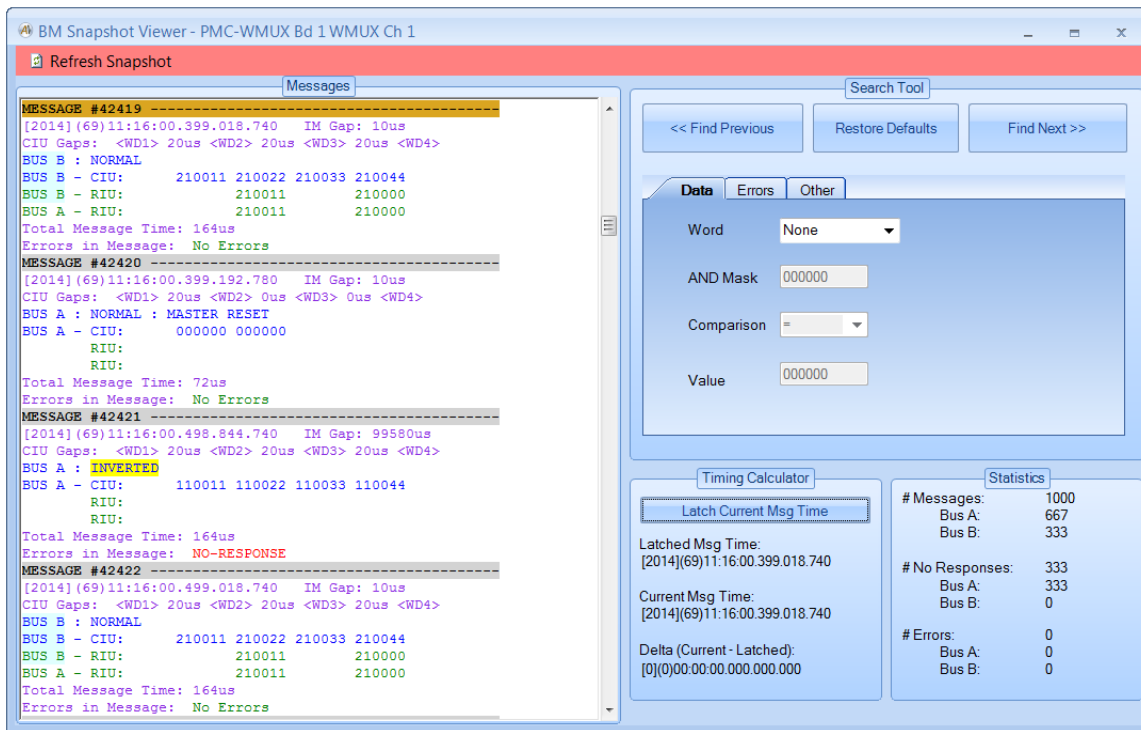 BM Snapshot Viewer - PMC-WMUX Bd 1 WMUX Ch 1
Refresh Snapshot
Messages
MESSAGE #42419 -----------------------------------------
[2014](69)11:16:00.399.018.740 IM Gap: 10us
CIU Gaps: <WD1> 20us <WD2> 20us <WD3> 20us <WD4>
BUS B : NORMAL
BUS B - CIU: 210011 210022 210033 210044
BUS B - RIU: 210011 210000
BUS A - RIU: 210011 210000
Total Message Time: 164us
Errors in Message: No Errors
MESSAGE #42420 -----------------------------------------
[2014](69)11:16:00.399.192.780 IM Gap: 10us
CIU Gaps: <WD1> 20us <WD2> 0us <WD3> 0us <WD4>
BUS A : NORMAL : MASTER RESET
BUS A - CIU: 000000 000000
RIU:
RIU:
Total Message Time: 72us
Errors in Message: No Errors
MESSAGE #42421 -----------------------------------------
[2014](69)11:16:00.498.844.740 IM Gap: 99580us
CIU Gaps: <WD1> 20us <WD2> 20us <WD3> 20us <WD4>
BUS A : INVERTED
BUS A - CIU: 110011 110022 110033 110044
RIU:
RIU:
Total Message Time: 164us
Errors in Message: NO-RESPONSE
MESSAGE #42422 -----------------------------------------
[2014](69)11:16:00.499.018.740 IM Gap: 10us
CIU Gaps: <WD1> 20us <WD2> 20us <WD3> 20us <WD4>
BUS B : NORMAL
BUS B - CIU: 210011 210022 210033 210044
BUS B - RIU: 210011 210000
BUS A - RIU: 210011 210000
Total Message Time: 164us
Errors in Message: No Errors
Search Tool
<< Find Previous Restore Defaults Find Next >>
Data Errors Other
Word None
AND Mask 000000
Comparison =
Value 000000
Timing Calculator
Latch Current Msg Time
Latched Msg Time:
[2014](69)11:16:00.399.018.740
Current Msg Time:
[2014](69)11:16:00.399.018.740
Delta (Current - Latched):
[0](0)00:00:00.000.000.000
Statistics
# Messages: 1000
Bus A: 667
Bus B: 333
# No Responses: 333
Bus A: 333
Bus B: 0
# Errors: 0
Bus A: 0
Bus B: 0